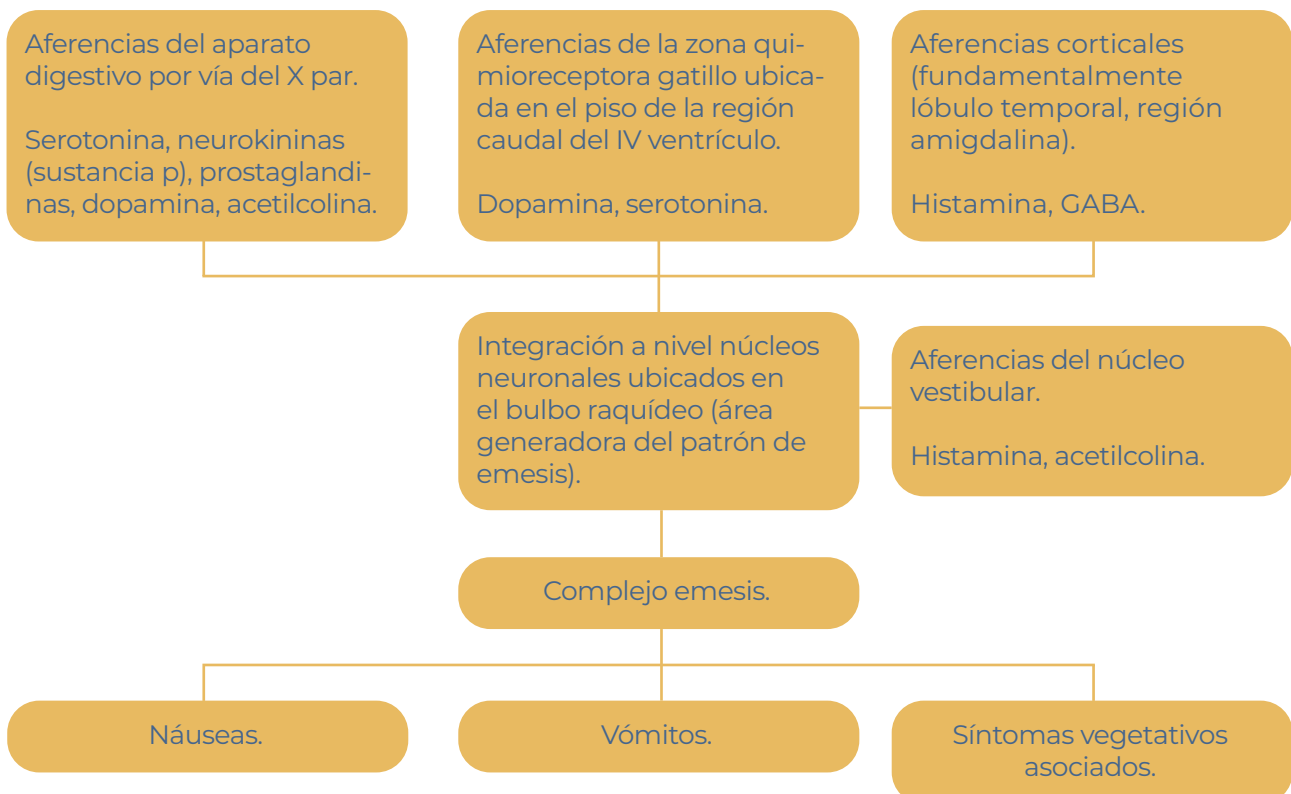 Aferencias del aparato
digestivo por vía del X par.
Serotonina, neurokininas
(sustancia p), prostaglandi-
nas, dopamina, acetilcolina.
Aferencias de la zona qui-
mioreceptora gatillo ubica-
da en el piso de la región
caudal del IV ventrículo.
Dopamina, serotonina.
Aferencias corticales
(fundamentalmente
lóbulo temporal, región
amigdalina).
Histamina, GABA.
Integración a nivel núcleos
neuronales ubicados en
el bulbo raquídeo (área
generadora del patrón de
emesis).
Aferencias del núcleo
vestibular.
Histamina, acetilcolina.
Complejo emesis.
Náuseas.
Vómitos.
Síntomas vegetativos
asociados.